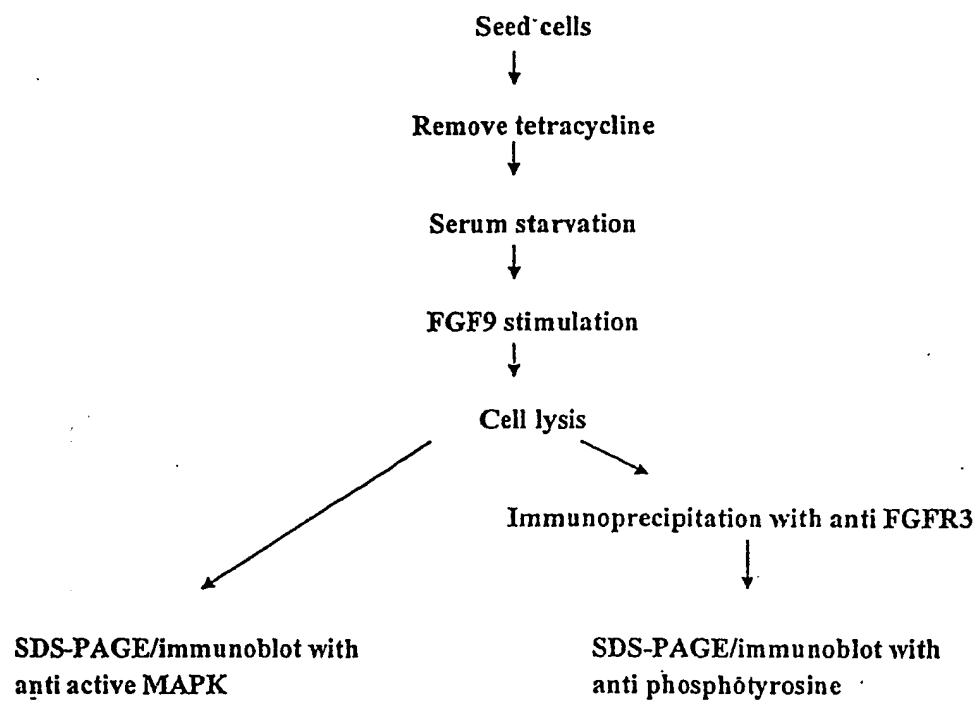 Seed cells
Remove tetracycline
Serum starvation
FGF9 stimulation
Cell lysis
Immunoprecipitation with anti FGFR3
SDS-PAGE/immunoblot with
anti active MAPK
SDS-PAGE/immunoblot with
anti phosphotyrosine